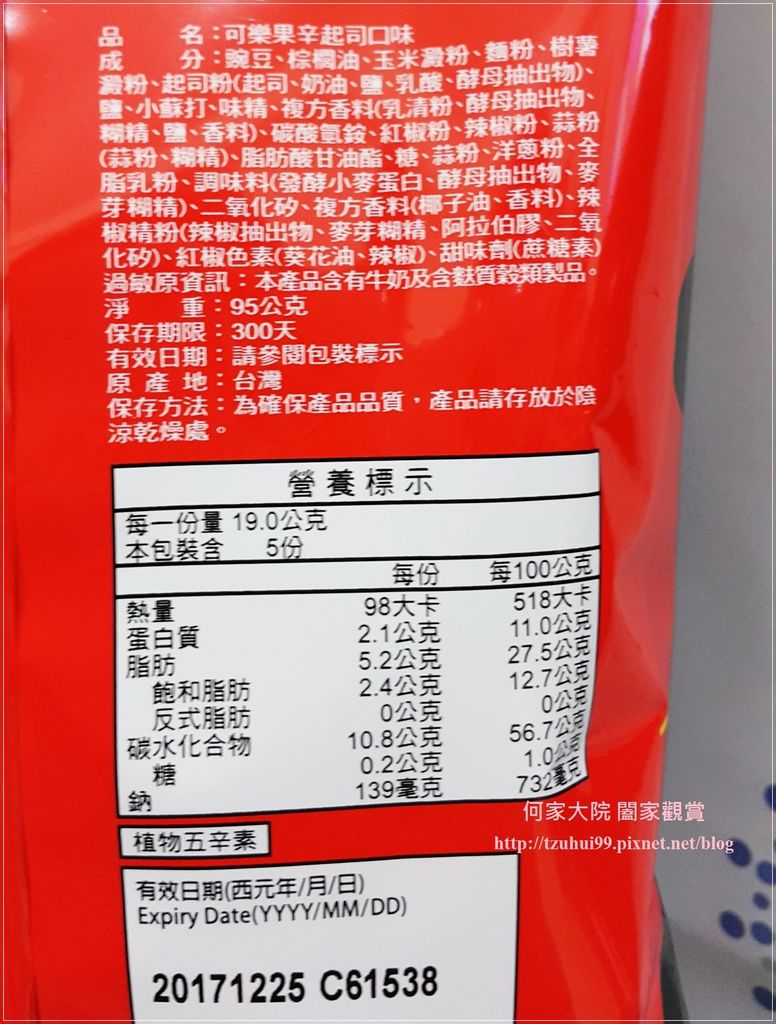 品　　名：可樂果辛起司口味
成　　分：豌豆、棕櫚油、玉米澱粉、麵粉、樹薯
澱粉、起司粉(起司、奶油、鹽、乳酸、酵母抽出物)、
鹽、小蘇打、味精、複方香料(乳清粉、酵母抽出物、
糊精、鹽、香料)、碳酸氫銨、紅椒粉、辣椒粉、蒜粉
(蒜粉、糊精)、脂肪酸甘油酯、糖、蒜粉、洋蔥粉、全
脂乳粉、調味料(發酵小麥蛋白、酵母抽出物、麥
芽糊精)、二氧化矽、複方香料(椰子油、香料)、辣
椒精粉(辣椒抽出物、麥芽糊精、阿拉伯膠、二氧
化矽)、紅椒色素(葵花油、辣椒)、甜味劑(蔗糖素)
過敏原資訊：本產品含有牛奶及含麩質穀類製品。
淨　　重：95公克
保存期限：300天
有效日期：請參閱包裝標示
原 產 地：台灣
保存方法：為確保產品品質，產品請存放於陰
涼乾燥處。
營養標示
每一份量 19.0公克
本包裝含 5份
每份 每100公克
熱量 98大卡 518大卡
蛋白質 2.1公克 11.0公克
脂肪 5.2公克 27.5公克
飽和脂肪 2.4公克 12.7公克
反式脂肪 0公克 0公克
碳水化合物 10.8公克 56.7公克
糖 0.2公克 1.0公克
鈉 139毫克 732毫克
植物五辛素
有效日期(西元年/月/日)
Expiry Date(YYYY/MM/DD)
20171225 C61538
何家大院 闔家觀賞
http://tzuhui99.pixnet.net/blog